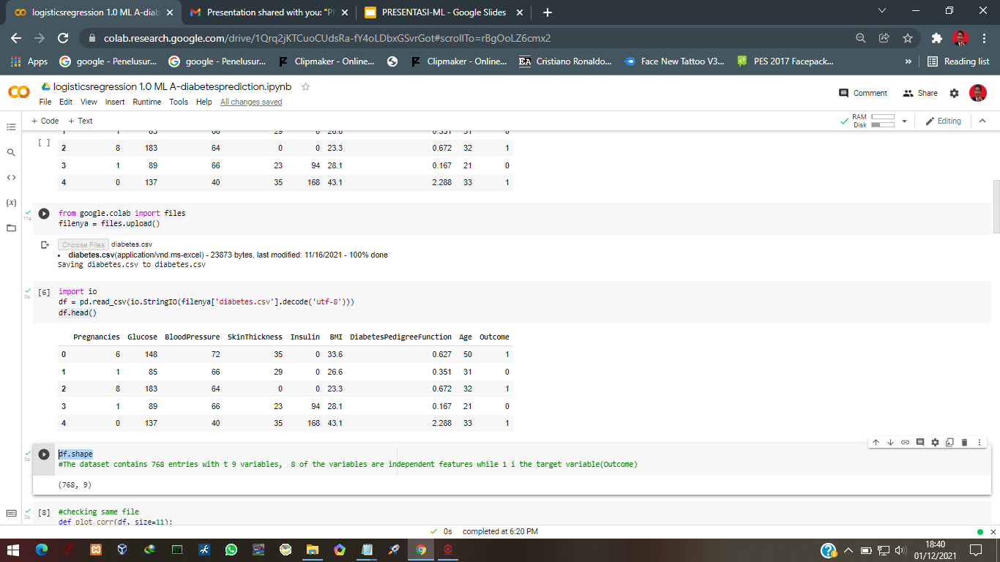 logisticsregression 1.0 ML A-diab
Presentation shared with you: "PF
PRESENTASI-ML - Google Slides
colab.research.google.com/drive/1Qrq2jKTCuoCUdsRa-fY4oLDbxGSvrGot#scrollTo=rBgOoLZ6cmx2
Apps google - Penelusur... google - Penelusur... Clipmaker - Online... Clipmaker - Online... EA Cristiano Ronaldo... Face New Tattoo V3... PES 2017 Facepack... » Reading list
logisticsregression 1.0 ML A-diabetesprediction.ipynb
Comment Share
File Edit View Insert Runtime Tools Help All changes saved
+ Code + Text
RAM
Disk
Editing
1 1 85 66 29 0 26.6 0.351 31 0
[ ] 2 8 183 64 0 0 23.3 0.672 32 1
3 1 89 66 23 94 28.1 0.167 21 0
4 0 137 40 35 168 43.1 2.288 33 1
{x}
11s
from google.colab import files
filenya = files.upload()
Choose Files diabetes.csv
• diabetes.csv(application/vnd.ms-excel) - 23873 bytes, last modified: 11/16/2021 - 100% done
Saving diabetes.csv to diabetes.csv
0s
[6] import io
df = pd.read_csv(io.StringIO(filenya['diabetes.csv'].decode('utf-8')))
df.head()
Pregnancies Glucose BloodPressure SkinThickness Insulin BMI DiabetesPedigreeFunction Age Outcome
0 6 148 72 35 0 33.6 0.627 50 1
1 1 85 66 29 0 26.6 0.351 31 0
2 8 183 64 0 0 23.3 0.672 32 1
3 1 89 66 23 94 28.1 0.167 21 0
4 0 137 40 35 168 43.1 2.288 33 1
0s
df.shape
#The dataset contains 768 entries with t 9 variables,  8 of the variables are independent features while 1 i the target variable(Outcome)
(768, 9)
0s
[8] #checking same file
def plot_corr(df, size=11):
0s completed at 6:20 PM
18:40
01/12/2021